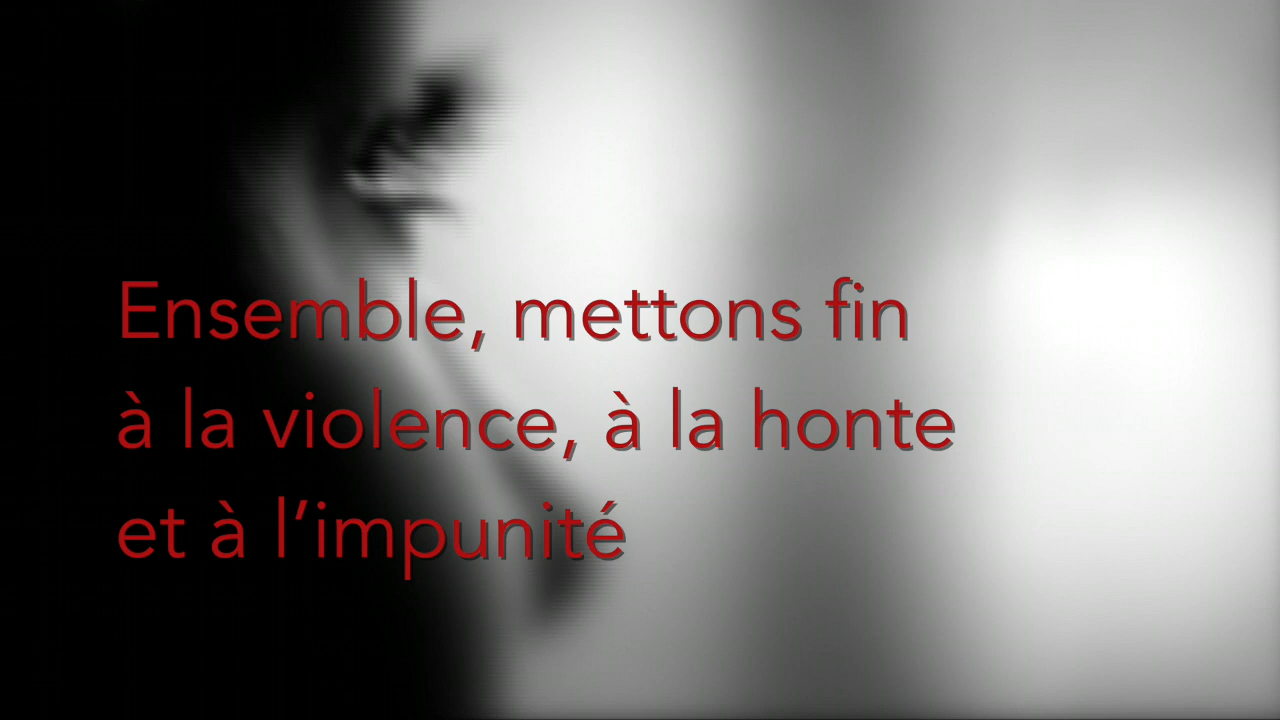 Ensemble, mettons fin
à la violence, à la honte
et à l’impunité